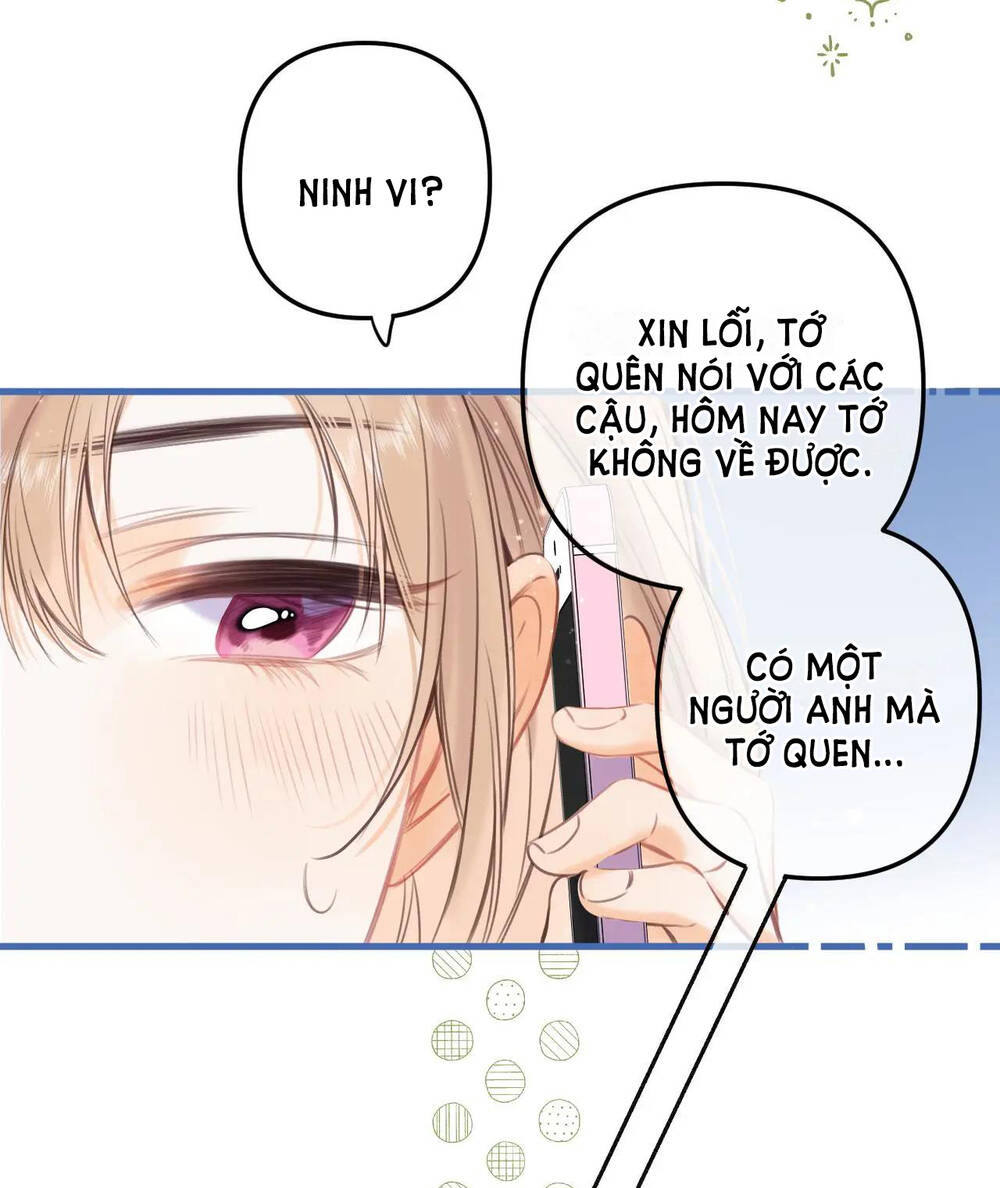 NINH VI?
XIN LỖI, TỚ
QUÊN NÓI VỚI CÁC
CẬU, HÔM NAY TỚ
KHÔNG VỀ ĐƯỢC.
CÓ MỘT
NGƯỜI ANH MÀ
TỚ QUEN...